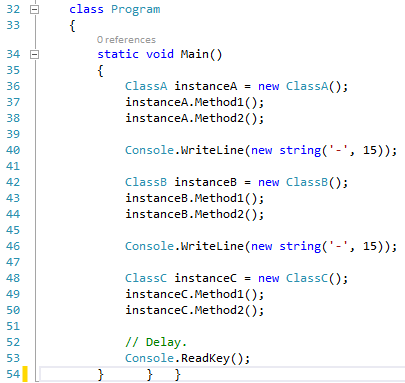 32 class Program
33 {
0 references
34 static void Main()
35 {
36 ClassA instanceA = new ClassA();
37 instanceA.Method1();
38 instanceA.Method2();
39
40 Console.WriteLine(new string('-', 15));
41
42 ClassB instanceB = new ClassB();
43 instanceB.Method1();
44 instanceB.Method2();
45
46 Console.WriteLine(new string('-', 15));
47
48 ClassC instanceC = new ClassC();
49 instanceC.Method1();
50 instanceC.Method2();
51
52 // Delay.
53 Console.ReadKey();
54 } } }